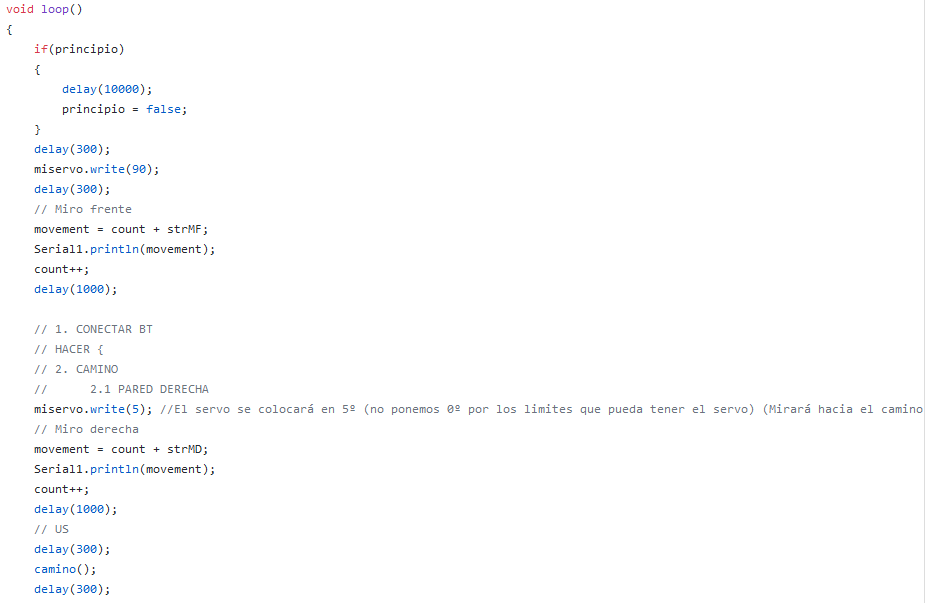 void loop()
{
    if(principio)
    {
        delay(10000);
        principio = false;
    }
    delay(300);
    miservo.write(90);
    delay(300);
    // Miro frente
    movement = count + strMF;
    Serial1.println(movement);
    count++;
    delay(1000);

    // 1. CONECTAR BT
    // HACER {
    // 2. CAMINO
    //      2.1 PARED DERECHA
    miservo.write(5); //El servo se colocará en 5º (no ponemos 0º por los limites que pueda tener el servo) (Mirará hacia el camino
    // Miro derecha
    movement = count + strMD;
    Serial1.println(movement);
    count++;
    delay(1000);
    // US
    delay(300);
    camino();
    delay(300);